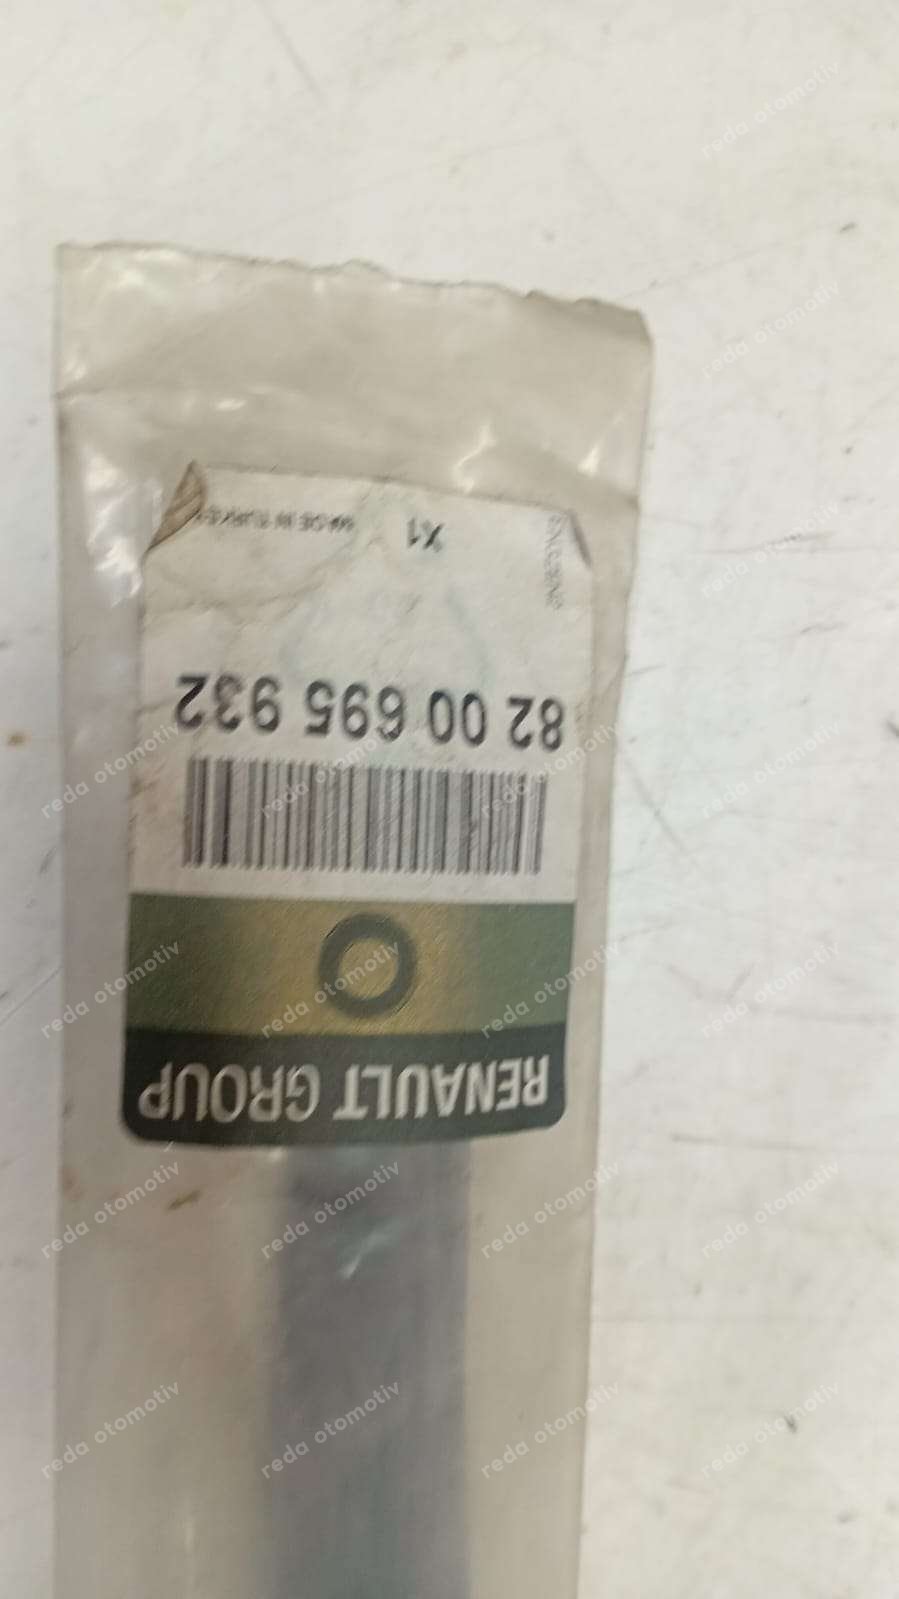 RENAULT GROUP
82 00 695 932
X1
MADE IN TURKEY
reda otomotiv